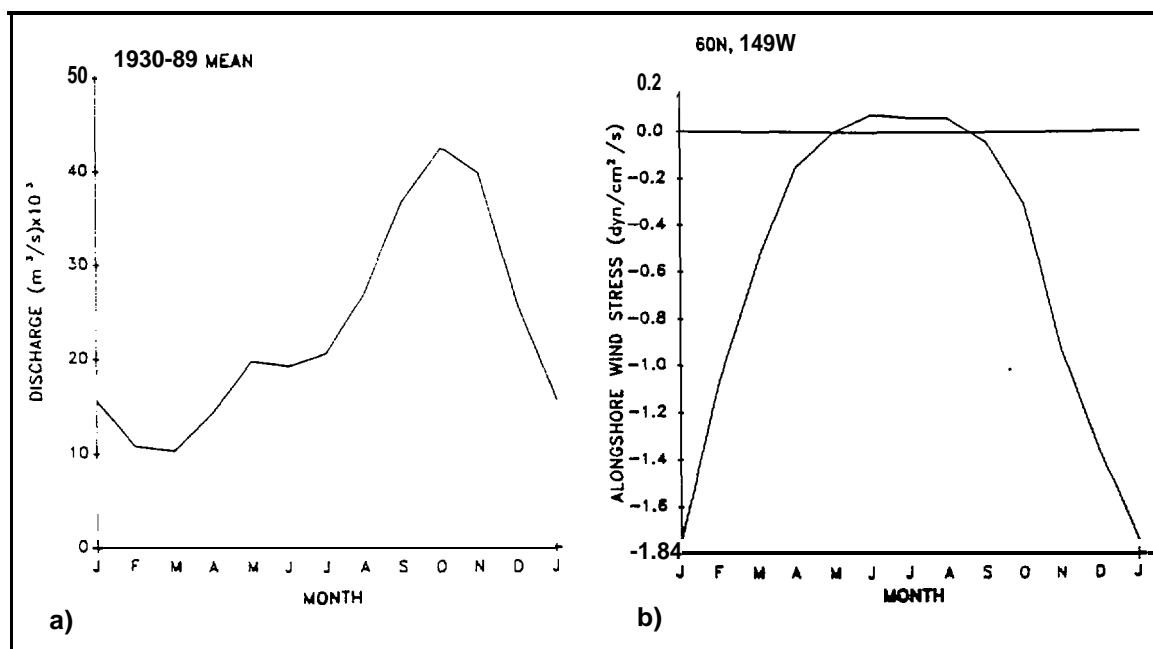 1930-89 MEAN
50
40
30
20
10
0
DISCHARGE (m³/s)x10⁻³
J F M A M J J A S O N D J
MONTH
a)
60N, 149W
0.2
0.0
-0.2
-0.4
-0.6
-0.8
-1.0
-1.2
-1.4
-1.6
-1.84
ALONGSHORE WIND STRESS (dyn/cm²/s)
J F M A M J J A S O N D J
MONTH
b)